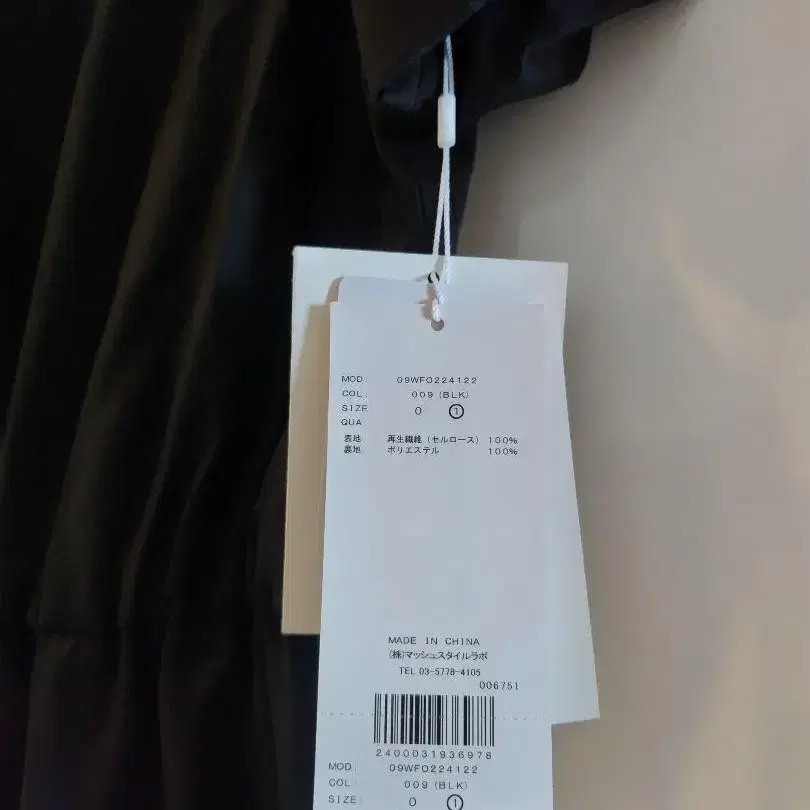 MOD. 09WFO224122
COL. 009 (BLK)
SIZE 0 ①
QUA
表地 再生繊維 (セルロース) 100%
裏地 ポリエステル 100%
MADE IN CHINA
(株)マッシュスタイルラボ
TEL 03-5778-4105
006751
2400031936978
MOD. 09WFO224122
COL. 009 (BLK)
SIZE: 0 ①